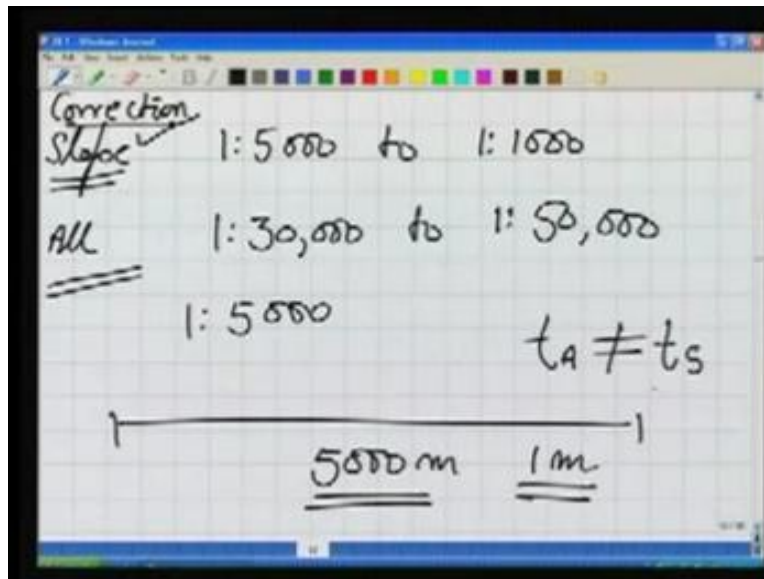 Correction
Slope ✓ 1:5000 to 1:1000
All 1:30,000 to 1:50,000
1:5000
tA ≠ tS
5000 m 1 m